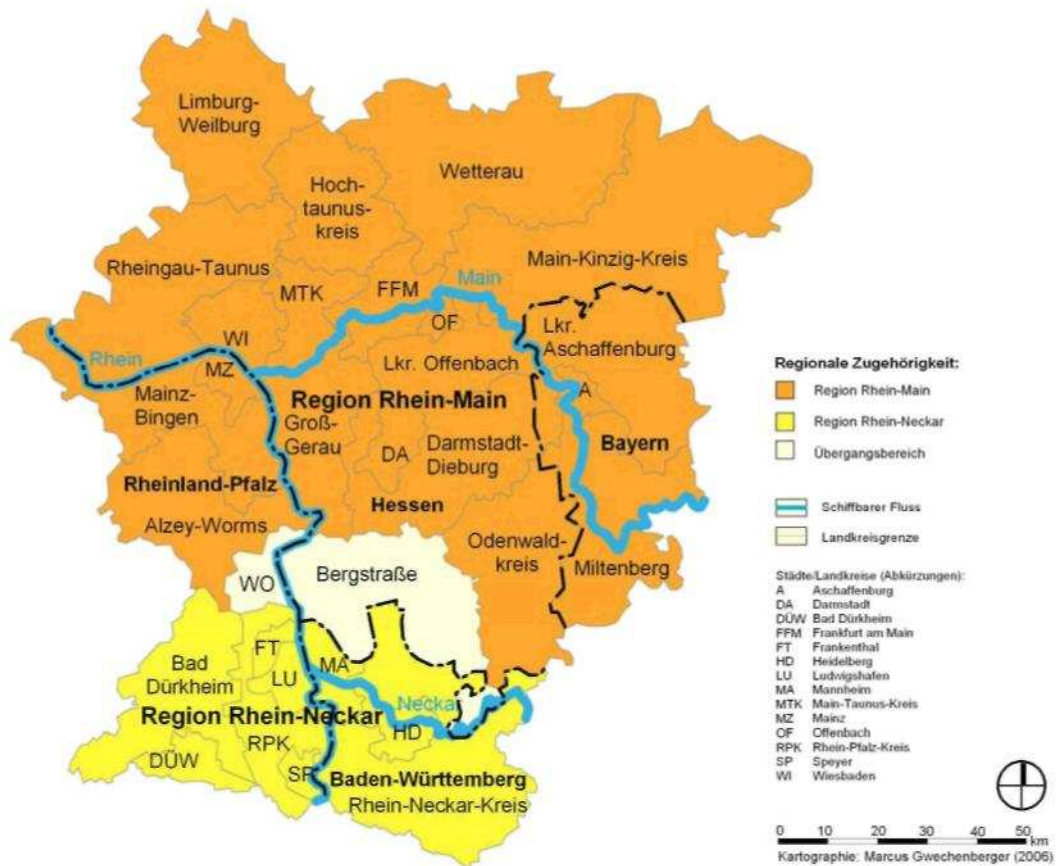 Limburg-
Weilburg
Wetterau
Hoch-
taunus-
kreis
Main-Kinzig-Kreis
Rheingau-Taunus
Main
FFM
MTK
OF
Lkr.
Aschaffenburg
WI
Rhein
MZ
Lkr. Offenbach
A
Mainz-
Bingen
Region Rhein-Main
Groß-
Gerau
Darmstadt-
Dieburg
DA
Bayern
Rheinland-Pfalz
Hessen
Alzey-Worms
Odenwald-
kreis
Miltenberg
WO
Bergstraße
FT
MA
Bad
Dürkheim
LU
Neckar
Region Rhein-Neckar
HD
RPK
DÜW
SP
Baden-Württemberg
Rhein-Neckar-Kreis
Regionale Zugehörigkeit:
Region Rhein-Main
Region Rhein-Neckar
Übergangsbereich
Schiffbarer Fluss
Landkreisgrenze
Städte/Landkreise (Abkürzungen):
A Aschaffenburg
DA Darmstadt
DÜW Bad Dürkheim
FFM Frankfurt am Main
FT Frankenthal
HD Heidelberg
LU Ludwigshafen
MA Mannheim
MTK Main-Taunus-Kreis
MZ Mainz
OF Offenbach
RPK Rhein-Pfalz-Kreis
SP Speyer
WI Wiesbaden
0 10 20 30 40 50
km
Kartographie: Marcus Gwechenberger (2006)